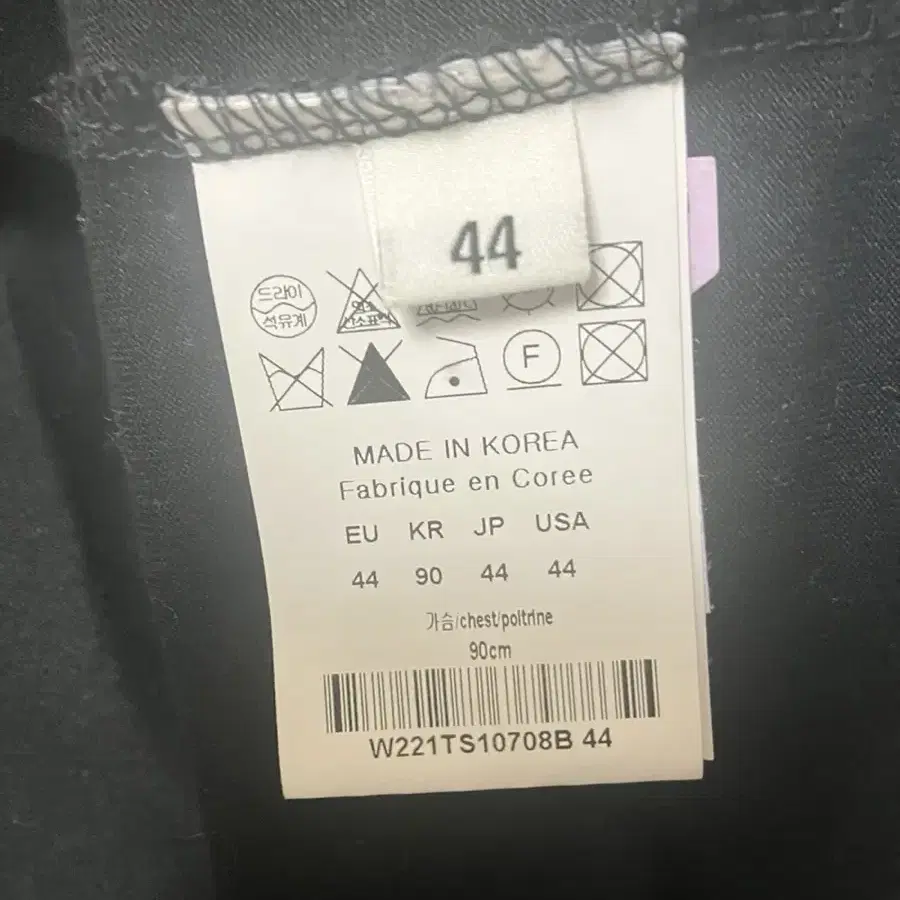 44
드라이
석유계
F
MADE IN KOREA
Fabrique en Coree
EU KR JP USA
44 90 44 44
가슴/chest/poitrine
90cm
W221TS10708B 44